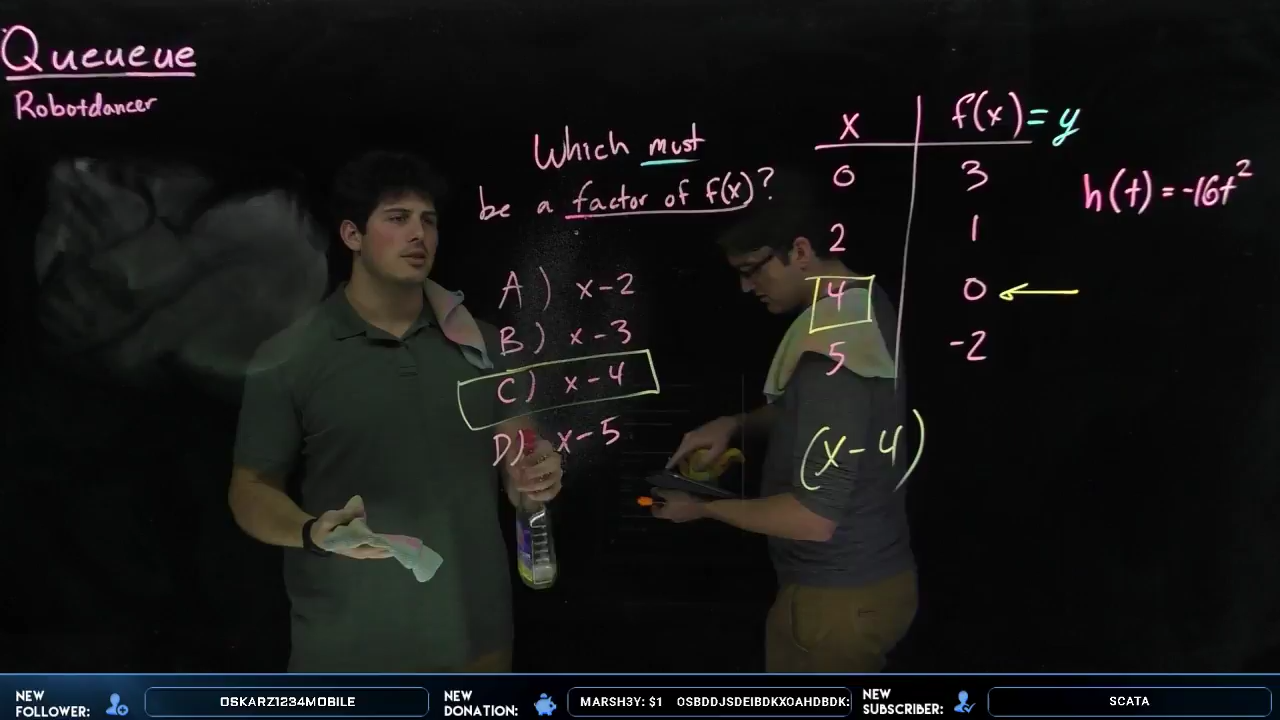 Queueue
Robotdancer
Which must
be a factor of f(x)?
A) x-2
B) x-3
C) x-4
D) x-5
x f(x) = y
0 3
2 1
4 0
5 -2
(x-4)
h(t) = -16t²
NEW FOLLOWER: OSKARZ1234MOBILE
NEW DONATION: MARSH3Y: $1 OSBDDJSDEIBDKXOAHDBDK:
NEW SUBSCRIBER: SCATA